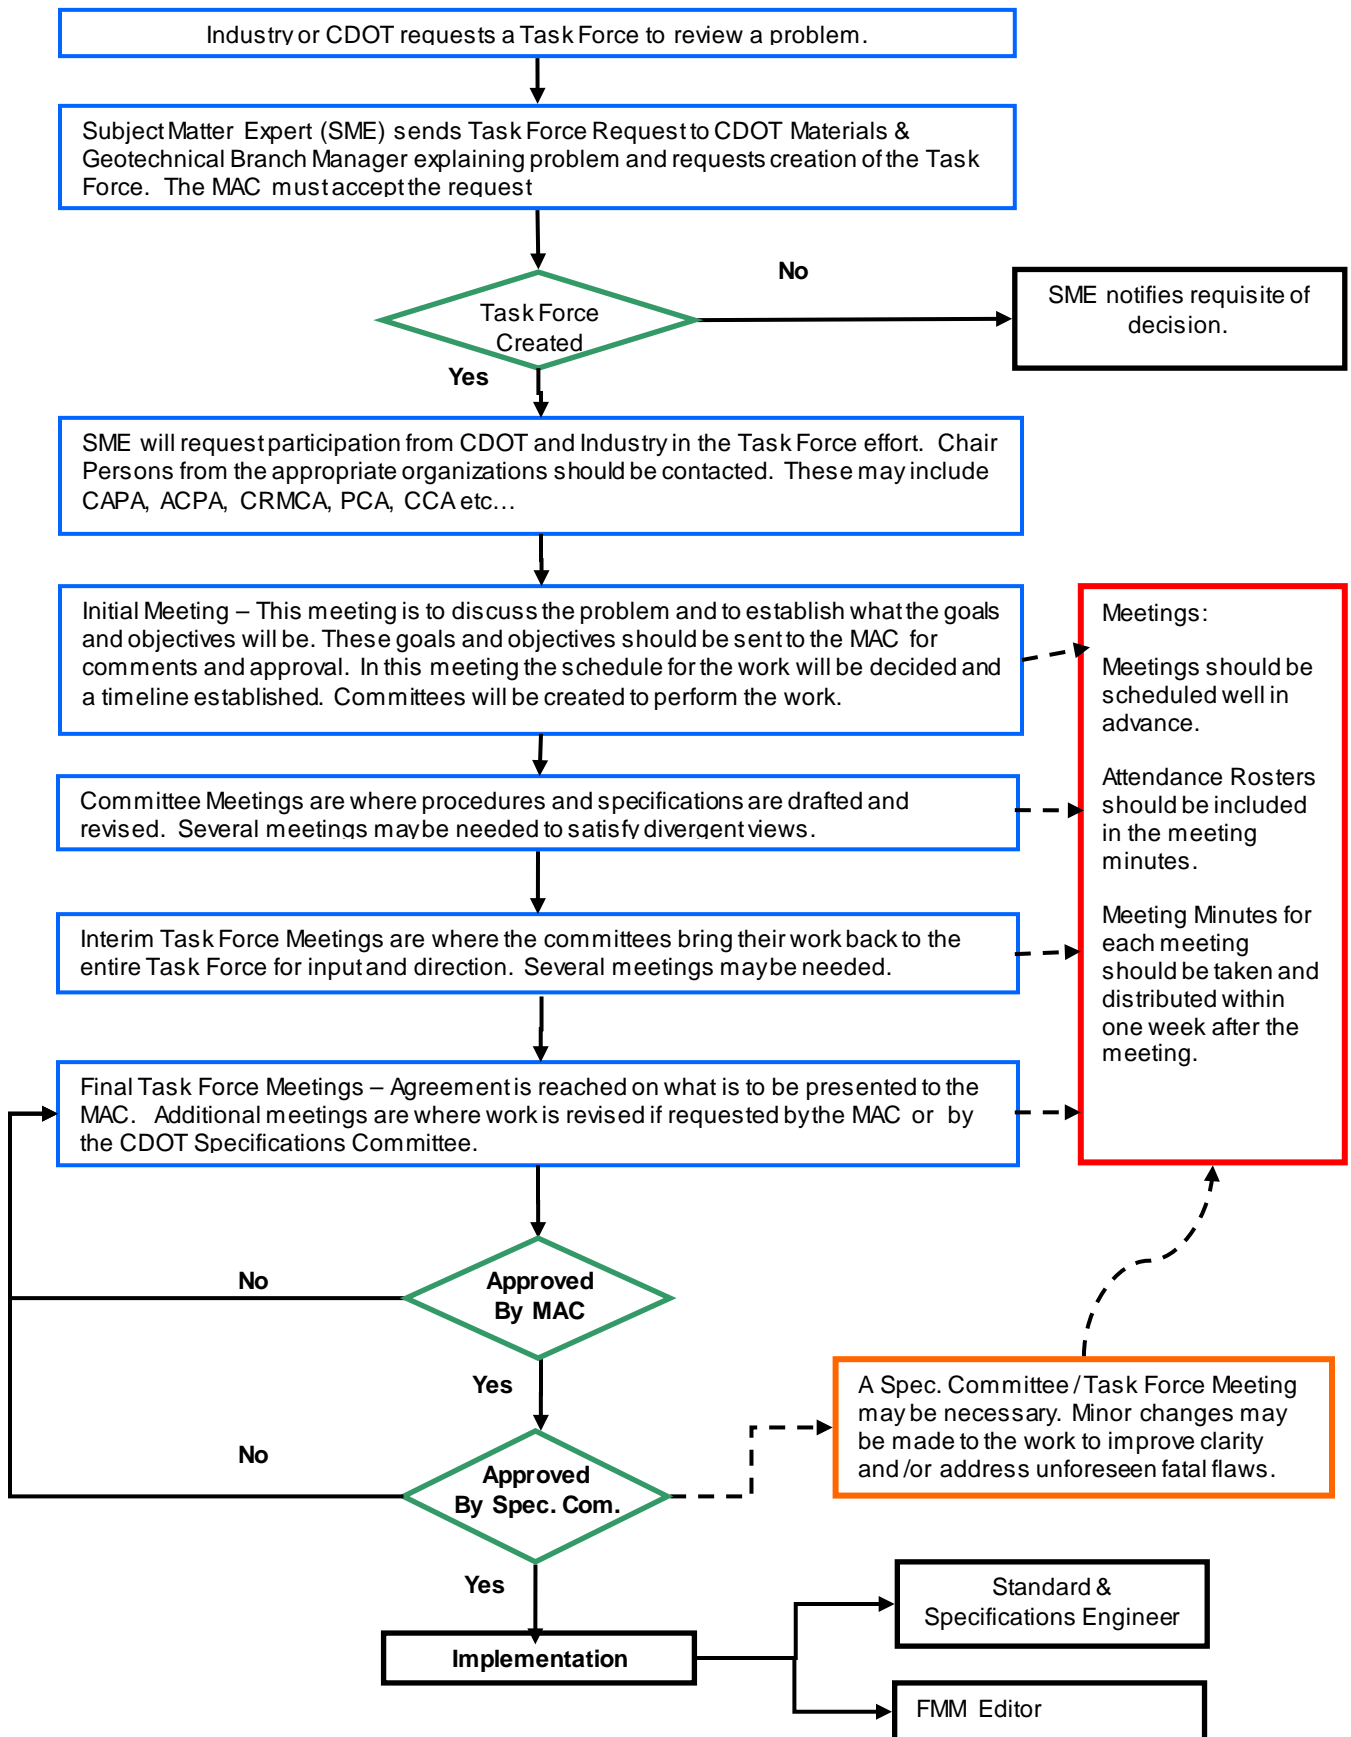 Industry or CDOT requests a Task Force to review a problem.
Subject Matter Expert (SME) sends Task Force Request to CDOT Materials &
Geotechnical Branch Manager explaining problem and requests creation of the Task
Force. The MAC must accept the request
No
Task Force
Created
SME notifies requisite of
decision.
Yes
SME will request participation from CDOT and Industry in the Task Force effort. Chair
Persons from the appropriate organizations should be contacted. These may include
CAPA, ACPA, CRMCA, PCA, CCA etc…
Initial Meeting – This meeting is to discuss the problem and to establish what the goals
and objectives will be. These goals and objectives should be sent to the MAC for
comments and approval. In this meeting the schedule for the work will be decided and
a timeline established. Committees will be created to perform the work.
Committee Meetings are where procedures and specifications are drafted and
revised. Several meetings may be needed to satisfy divergent views.
Interim Task Force Meetings are where the committees bring their work back to the
entire Task Force for input and direction. Several meetings may be needed.
Final Task Force Meetings – Agreement is reached on what is to be presented to the
MAC. Additional meetings are where work is revised if requested by the MAC or by
the CDOT Specifications Committee.
Meetings:
Meetings should be
scheduled well in
advance.
Attendance Rosters
should be included
in the meeting
minutes.
Meeting Minutes for
each meeting
should be taken and
distributed within
one week after the
meeting.
No
Approved
By MAC
Yes
A Spec. Committee / Task Force Meeting
may be necessary. Minor changes may
be made to the work to improve clarity
and /or address unforeseen fatal flaws.
No
Approved
By Spec. Com.
Yes
Implementation
Standard &
Specifications Engineer
FMM Editor